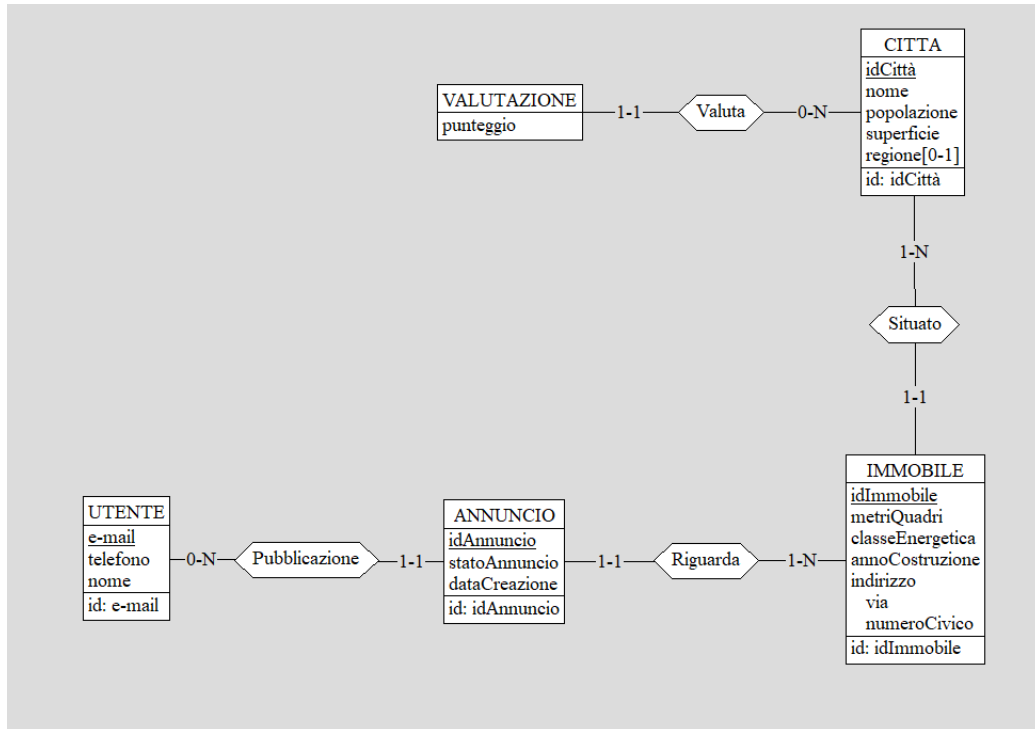 CITTA
idCittà
nome
popolazione
superficie
regione[0-1]
id: idCittà
VALUTAZIONE
punteggio
1-1
Valuta
0-N
1-N
Situato
1-1
UTENTE
e-mail
telefono
nome
id: e-mail
0-N
Pubblicazione
1-1
ANNUNCIO
idAnnuncio
statoAnnuncio
dataCreazione
id: idAnnuncio
1-1
Riguarda
1-N
IMMOBILE
idImmobile
metriQuadri
classeEnergetica
annoCostruzione
indirizzo
via
numeroCivico
id: idImmobile